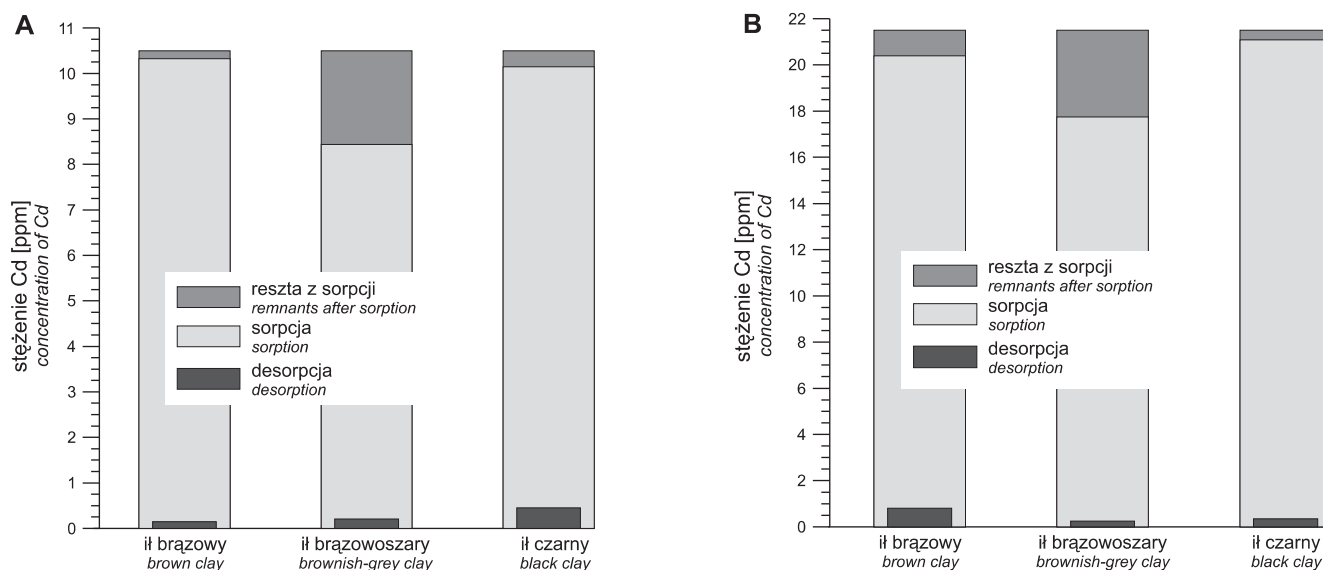 A
11
10
9
8
7
6
5
4
3
2
1
0
stężenie Cd [ppm]
concentration of Cd
reszta z sorpcji
remnants after sorption
sorpcja
sorption
desorpcja
desorption
ił brązowy
brown clay
ił brązowoszary
brownish-grey clay
ił czarny
black clay
B
22
20
18
16
14
12
10
8
6
4
2
0
stężenie Cd [ppm]
concentration of Cd
reszta z sorpcji
remnants after sorption
sorpcja
sorption
desorpcja
desorption
ił brązowy
brown clay
ił brązowoszary
brownish-grey clay
ił czarny
black clay